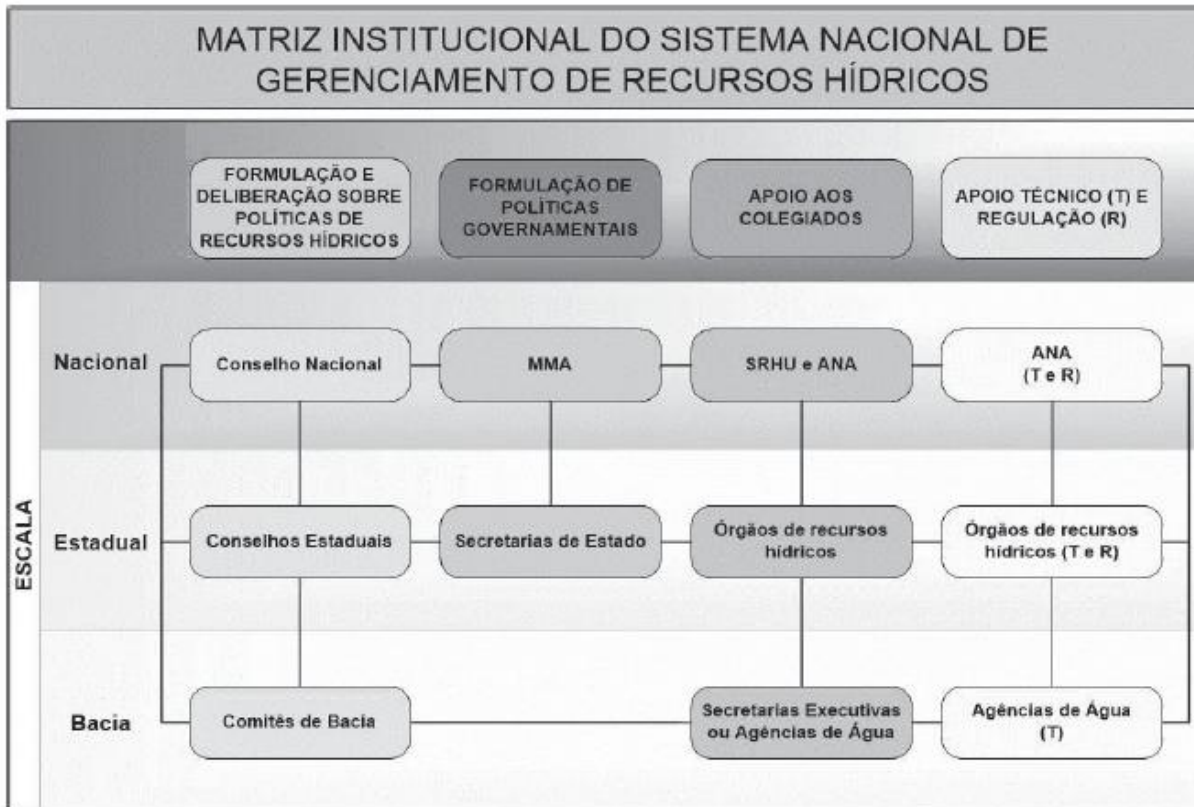 MATRIZ INSTITUCIONAL DO SISTEMA NACIONAL DE
GERENCIAMENTO DE RECURSOS HÍDRICOS
FORMULAÇÃO E
DELIBERAÇÃO SOBRE
POLÍTICAS DE
RECURSOS HÍDRICOS
FORMULAÇÃO DE
POLÍTICAS
GOVERNAMENTAIS
APOIO AOS
COLEGIADOS
APOIO TÉCNICO (T) E
REGULAÇÃO (R)
ESCALA
Nacional
Conselho Nacional
MMA
SRHU e ANA
ANA
(T e R)
Estadual
Conselhos Estaduais
Secretarias de Estado
Órgãos de recursos
hídricos
Órgãos de recursos
hídricos (T e R)
Bacia
Comitês de Bacia
Secretarias Executivas
ou Agências de Água
Agências de Água
(T)